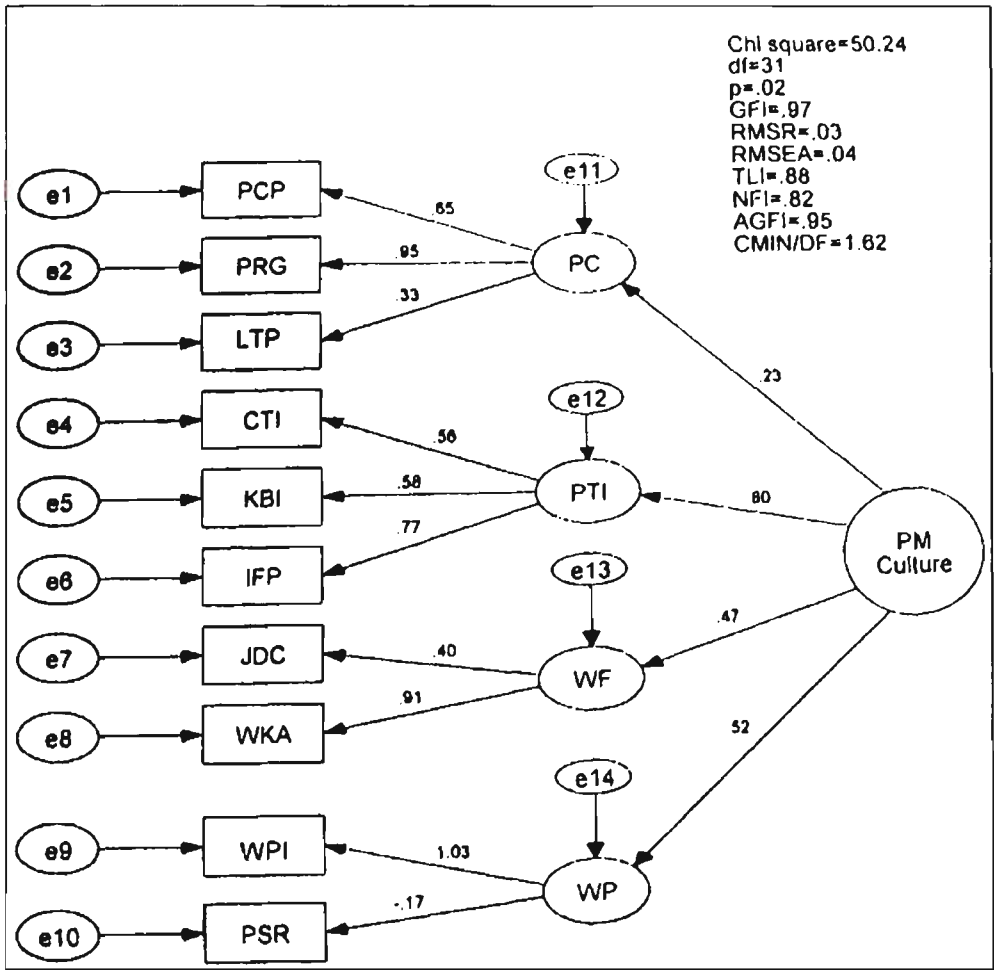 Chi square=50.24
df=31
p=.02
GFI=.97
RMSR=.03
RMSEA=.04
TLI=.88
NFI=.82
AGFI=.95
CMIN/DF=1.62
e11
e1
PCP
.65
PC
e2
PRG
.95
e3
LTP
.33
.23
e12
e4
CTI
.56
PTI
80
e5
KBI
.58
.77
PM
Culture
e6
IFP
e13
.47
e7
JDC
.40
WF
e8
WKA
.91
52
e14
e9
WPI
1.03
WP
-.17
e10
PSR